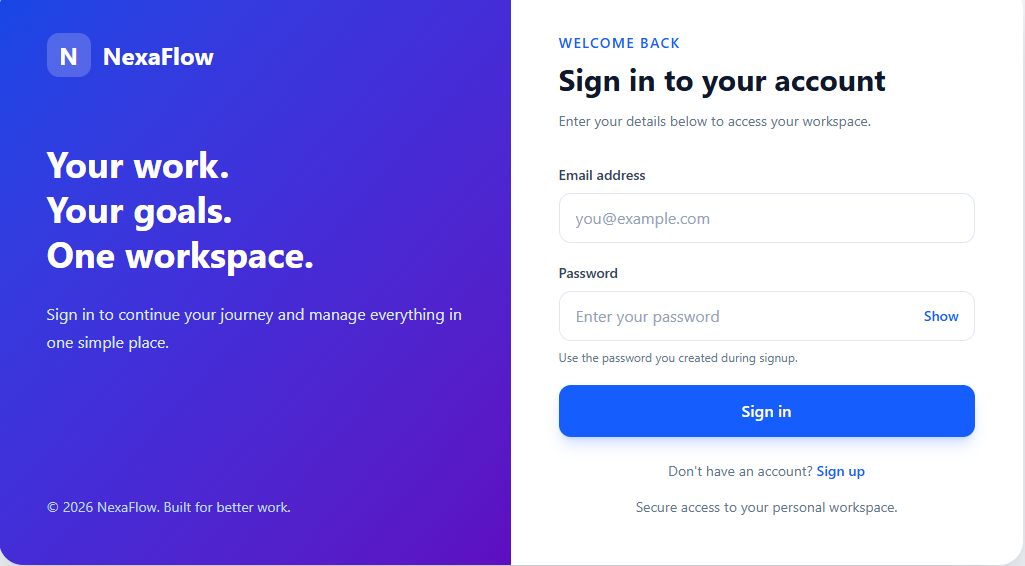 N NexaFlow
Your work.
Your goals.
One workspace.
Sign in to continue your journey and manage everything in
one simple place.
© 2026 NexaFlow. Built for better work.
WELCOME BACK
Sign in to your account
Enter your details below to access your workspace.
Email address
you@example.com
Password
Enter your password Show
Use the password you created during signup.
Sign in
Don't have an account? Sign up
Secure access to your personal workspace.